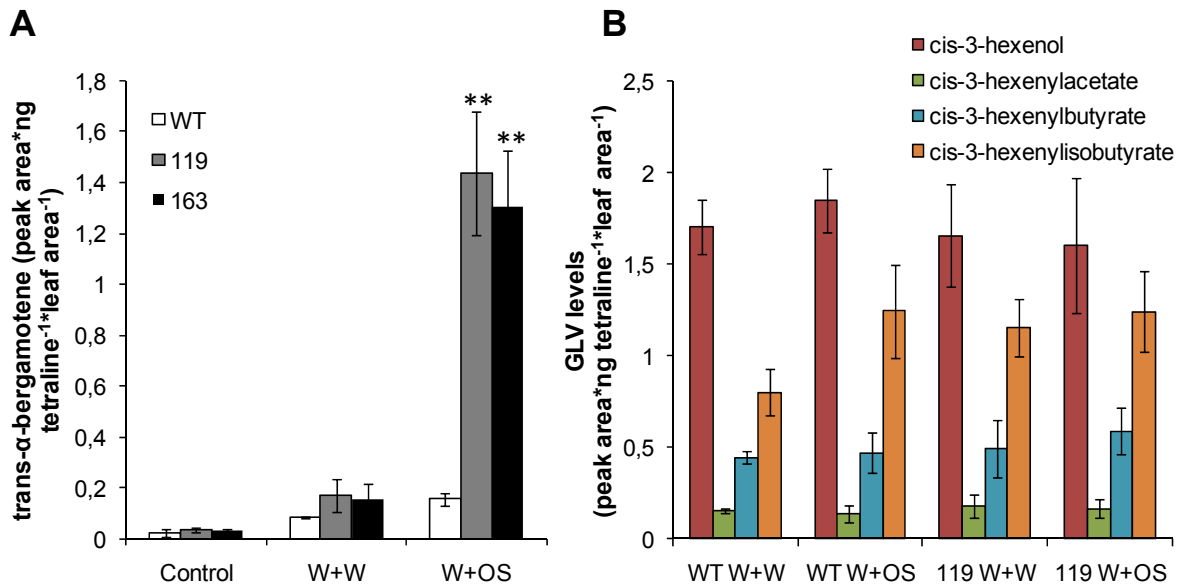 A
trans-α-bergamotene (peak area*ng
tetraline⁻¹*leaf area⁻¹)
1,8
1,6
1,4
1,2
1
0,8
0,6
0,4
0,2
0
WT
119
163
**
**
Control
W+W
W+OS
B
cis-3-hexenol
cis-3-hexenylacetate
cis-3-hexenylbutyrate
cis-3-hexenylisobutyrate
GLV levels
(peak area*ng tetraline⁻¹*leaf area⁻¹)
2,5
2
1,5
1
0,5
0
WT W+W
WT W+OS
119 W+W
119 W+OS